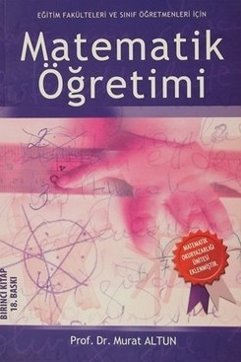 EĞİTİM FAKÜLTELERİ VE SINIF ÖĞRETMENLERİ İÇİN
Matematik
Öğretimi
MATEMATİK
OKURYAZARLIĞI
ÜNİTESİ
EKLENMİŞTİR.
BİRİNCİ KİTAP
18. BASKI
Prof. Dr. Murat ALTUN